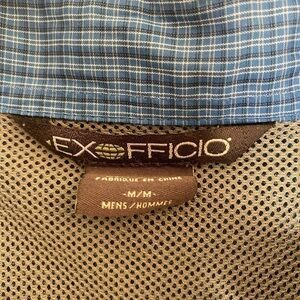 EXOFFICIO
FABRIQUÉ EN CHINE
-M/M-
MENS/HOMMES